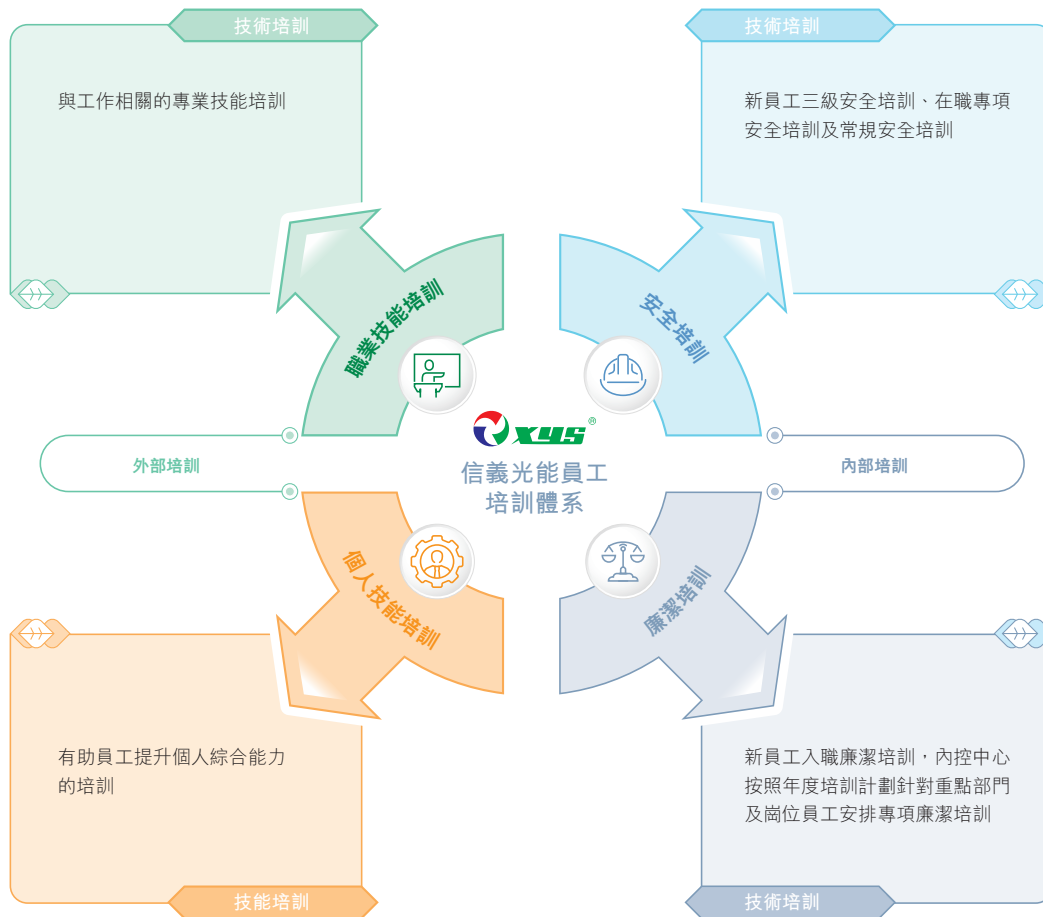 技術培訓
與工作相關的專業技能培訓
技術培訓
新員工三級安全培訓、在職專項
安全培訓及常規安全培訓
職業技能培訓
安全培訓
xys®
信義光能員工
培訓體系
外部培訓
內部培訓
個人技能培訓
廉潔培訓
有助員工提升個人綜合能力
的培訓
技能培訓
新員工入職廉潔培訓，內控中心
按照年度培訓計劃針對重點部門
及崗位員工安排專項廉潔培訓
技術培訓